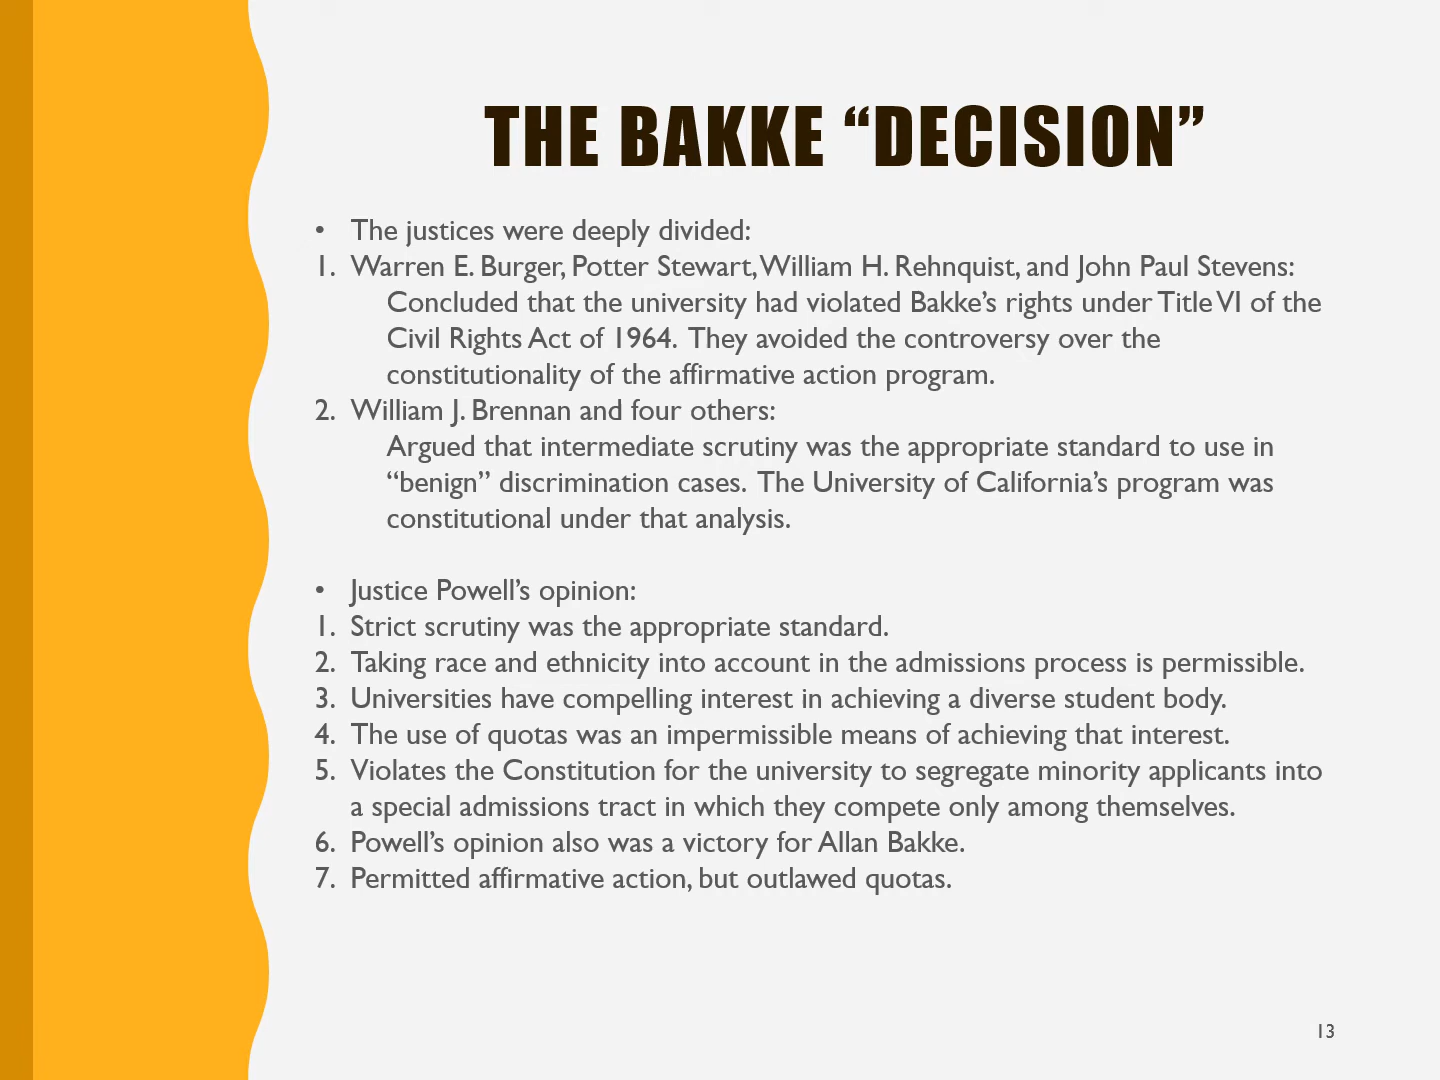 THE BAKKE “DECISION”
• The justices were deeply divided:
1. Warren E. Burger, Potter Stewart, William H. Rehnquist, and John Paul Stevens:
Concluded that the university had violated Bakke’s rights under Title VI of the
Civil Rights Act of 1964. They avoided the controversy over the
constitutionality of the affirmative action program.
2. William J. Brennan and four others:
Argued that intermediate scrutiny was the appropriate standard to use in
“benign” discrimination cases. The University of California’s program was
constitutional under that analysis.
• Justice Powell’s opinion:
1. Strict scrutiny was the appropriate standard.
2. Taking race and ethnicity into account in the admissions process is permissible.
3. Universities have compelling interest in achieving a diverse student body.
4. The use of quotas was an impermissible means of achieving that interest.
5. Violates the Constitution for the university to segregate minority applicants into
a special admissions tract in which they compete only among themselves.
6. Powell’s opinion also was a victory for Allan Bakke.
7. Permitted affirmative action, but outlawed quotas.
13